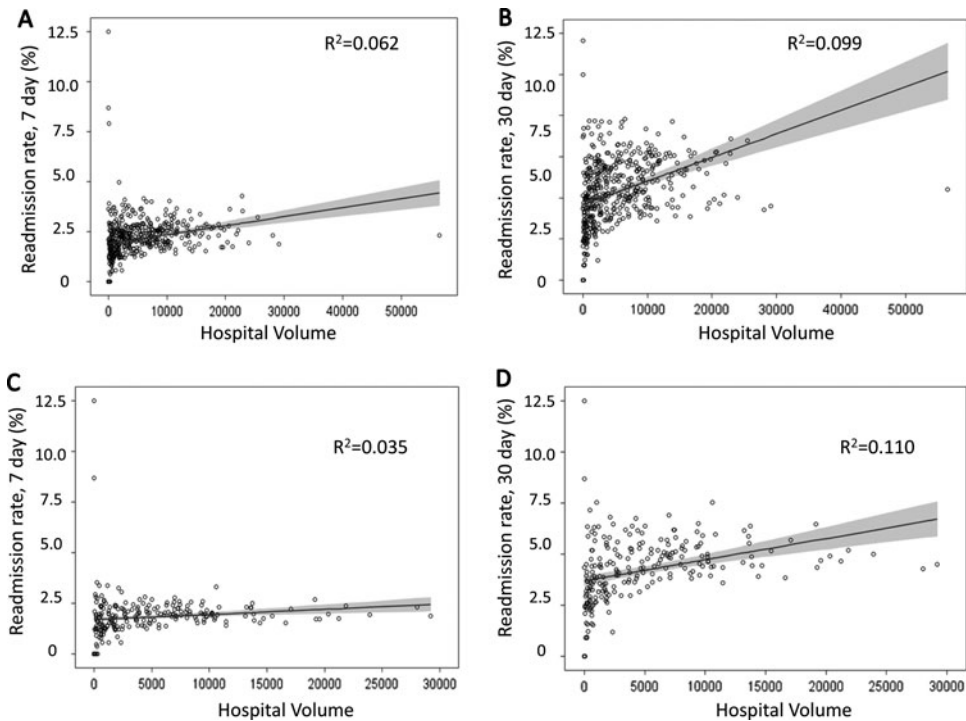 A
R²=0.062
Readmission rate, 7 day (%)
12.5
10.0
7.5
5.0
2.5
0
0 10000 20000 30000 40000 50000
Hospital Volume
B
R²=0.099
Readmission rate, 30 day (%)
12.5
10.0
7.5
5.0
2.5
0
0 10000 20000 30000 40000 50000
Hospital Volume
C
R²=0.035
Readmission rate, 7 day (%)
12.5
10.0
7.5
5.0
2.5
0
0 5000 10000 15000 20000 25000 30000
Hospital Volume
D
R²=0.110
Readmission rate, 30 day (%)
12.5
10.0
7.5
5.0
2.5
0
0 5000 10000 15000 20000 25000 30000
Hospital Volume